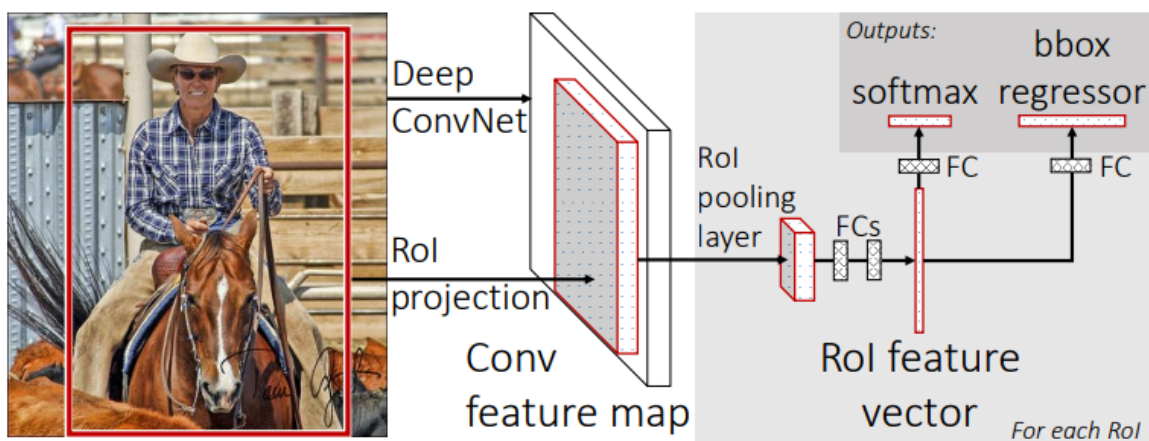 Deep
ConvNet
RoI
projection
Conv
feature map
RoI
pooling
layer
FCs
RoI feature
vector
Outputs:
softmax
bbox
regressor
FC
FC
For each RoI